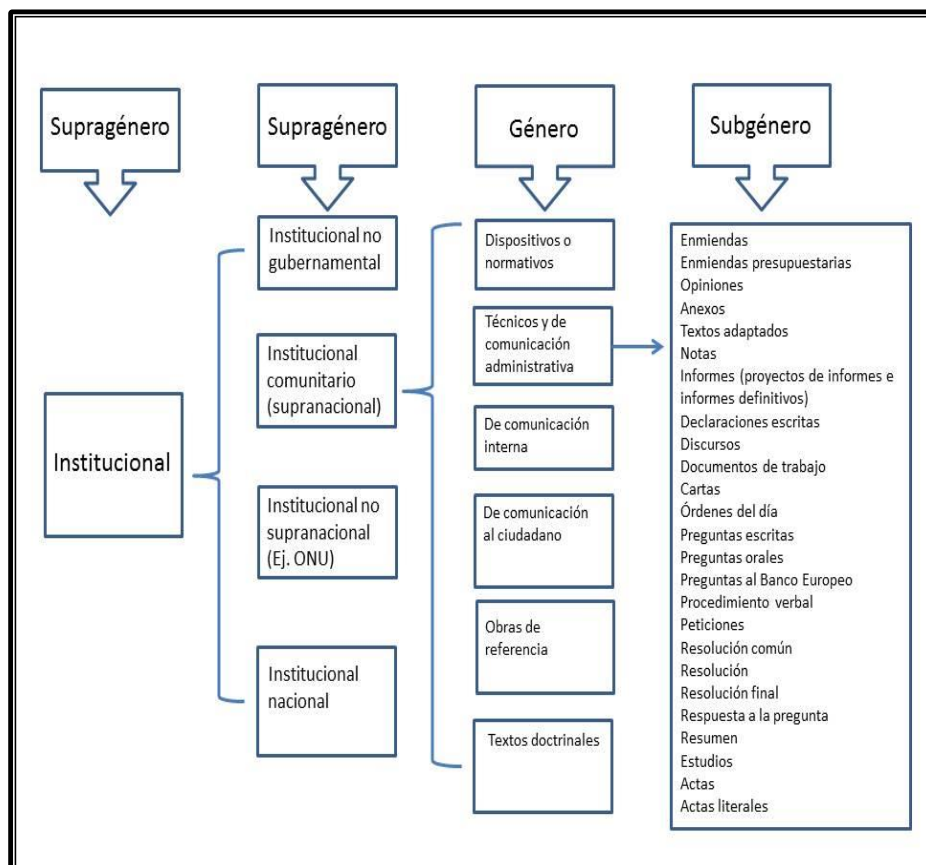 Supragénero
Supragénero
Género
Subgénero
Institucional
Institucional no
gubernamental
Institucional
comunitario
(supranacional)
Institucional no
supranacional
(Ej. ONU)
Institucional
nacional
Dispositivos o
normativos
Técnicos y de
comunicación
administrativa
De comunicación
interna
De comunicación
al ciudadano
Obras de
referencia
Textos doctrinales
Enmiendas
Enmiendas presupuestarias
Opiniones
Anexos
Textos adaptados
Notas
Informes (proyectos de informes e
informes definitivos)
Declaraciones escritas
Discursos
Documentos de trabajo
Cartas
Órdenes del día
Preguntas escritas
Preguntas orales
Preguntas al Banco Europeo
Procedimiento verbal
Peticiones
Resolución común
Resolución
Resolución final
Respuesta a la pregunta
Resumen
Estudios
Actas
Actas literales